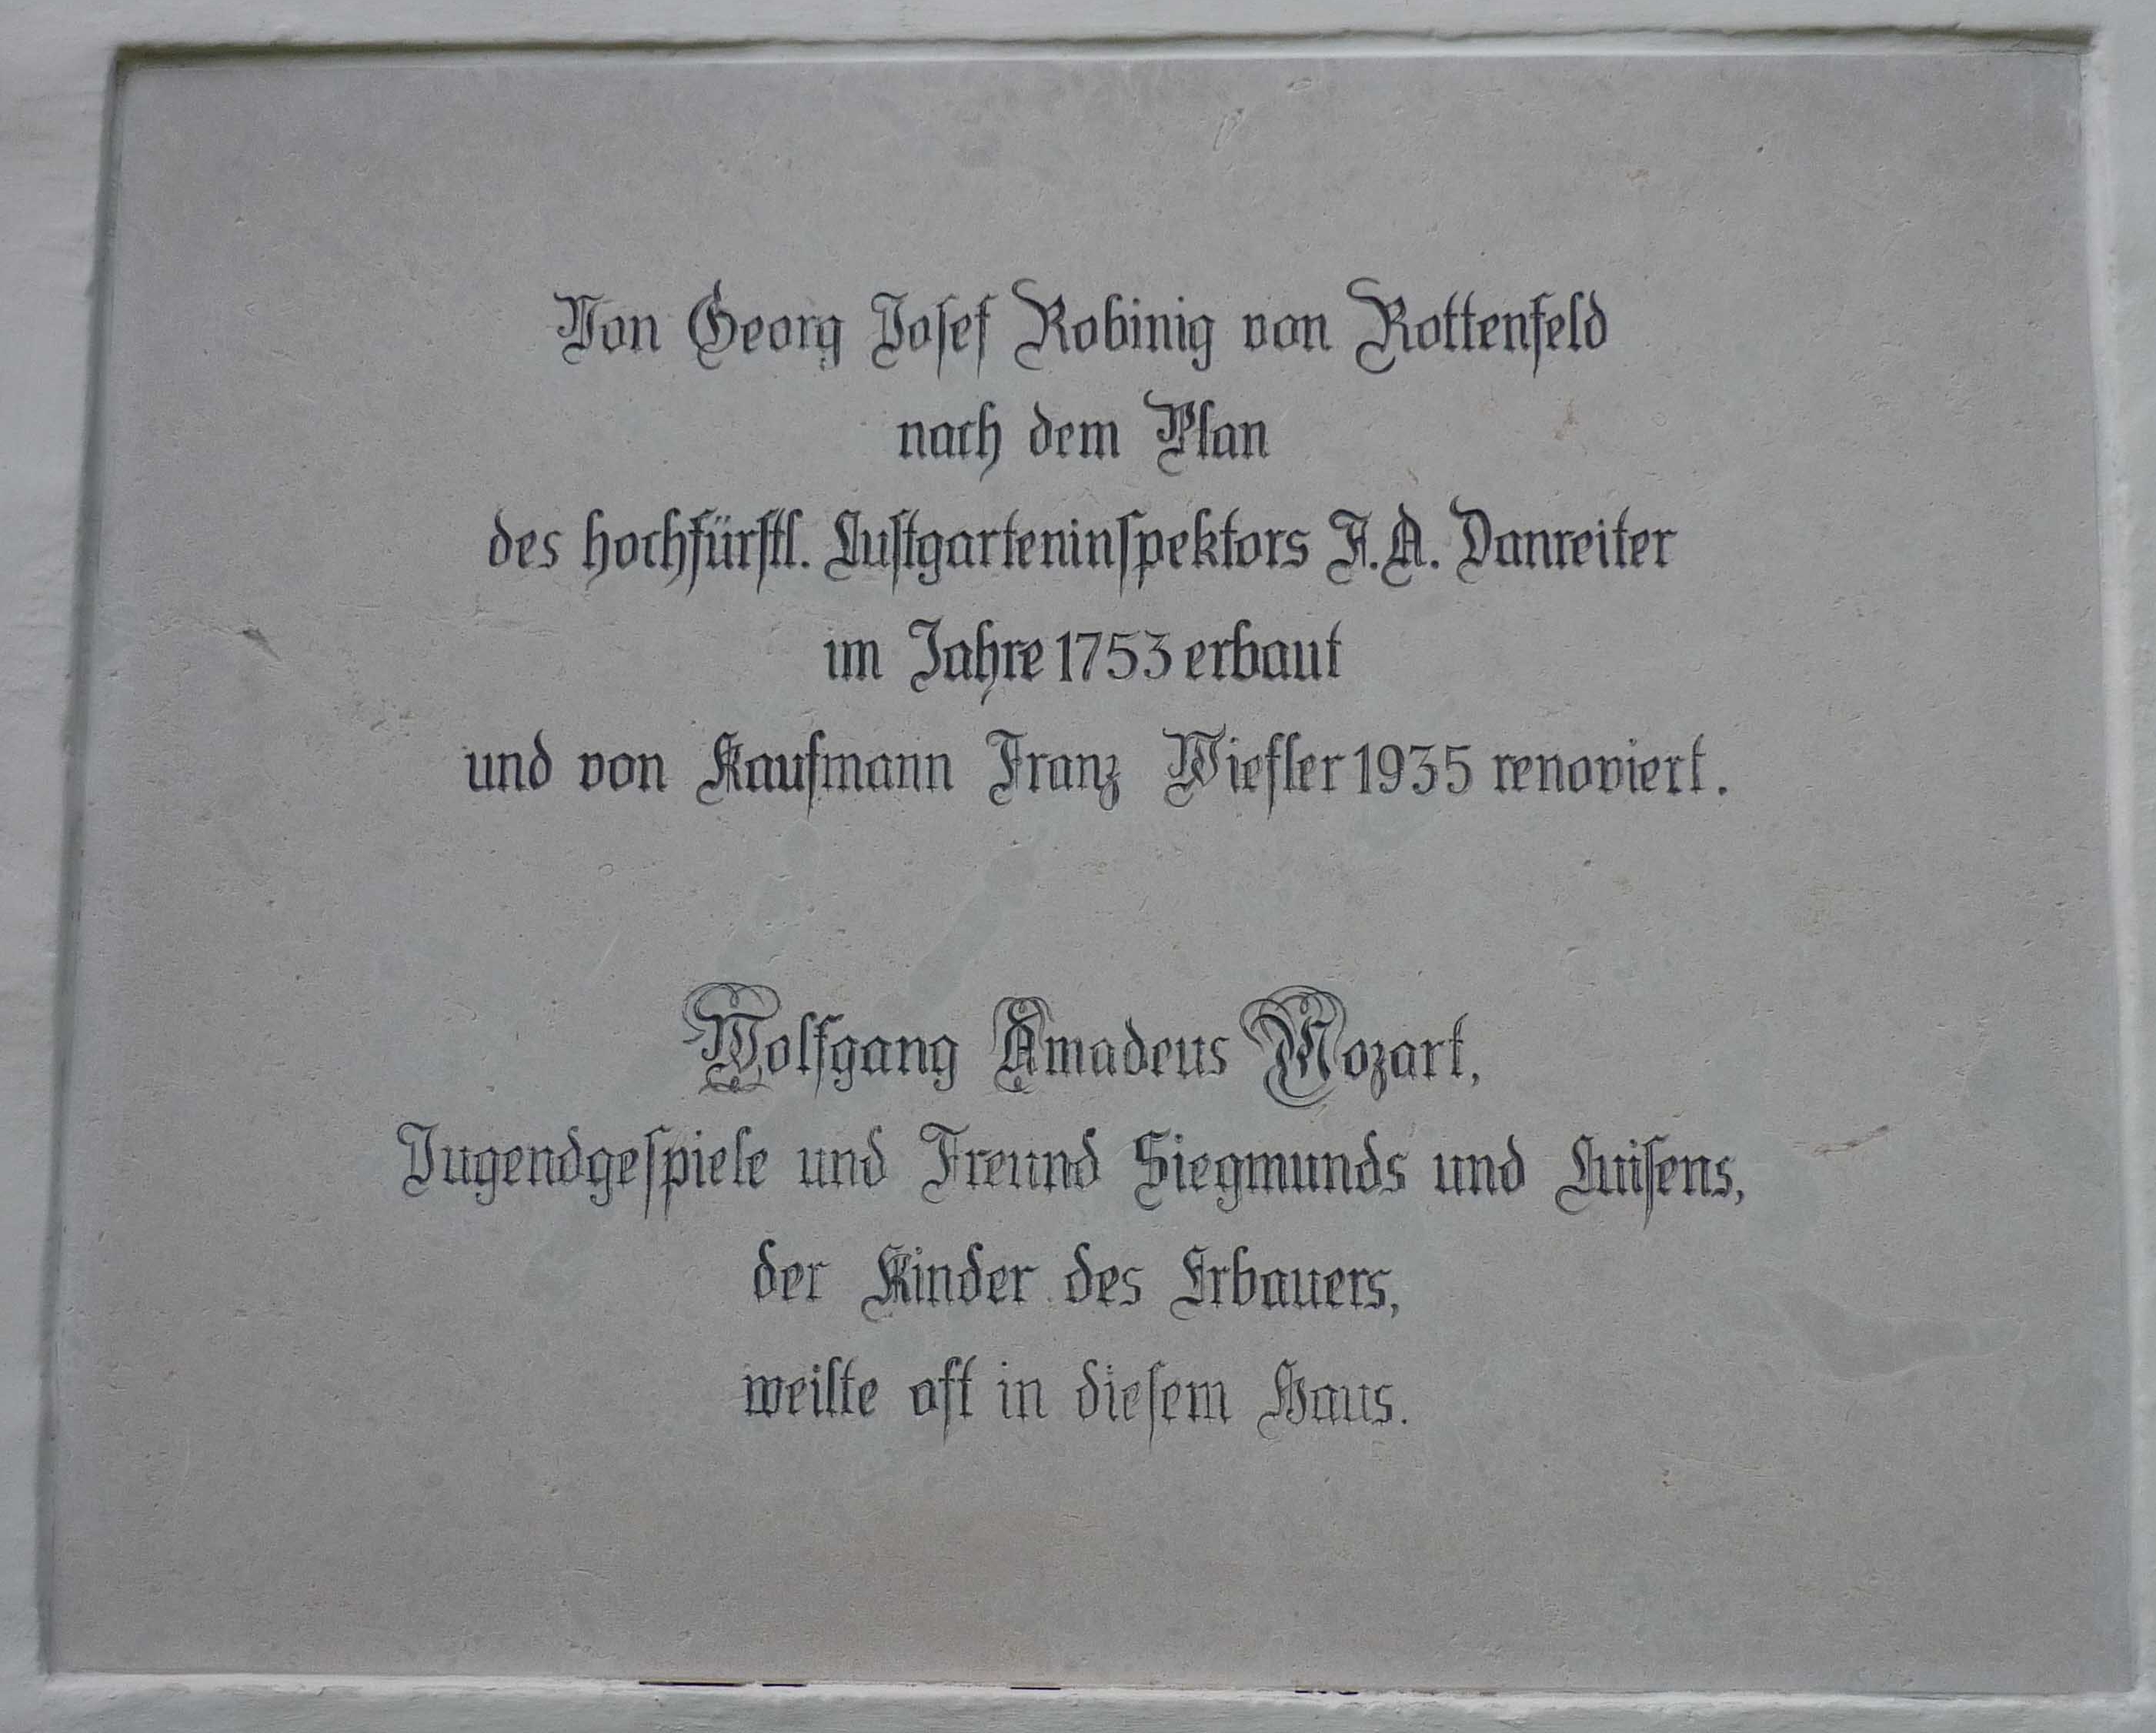 Von Georg Josef Robinig von Rottenfeld
nach dem Plan
des hochfürstl. Lustgarteninspektors F.A. Danreiter
im Jahre 1753 erbaut
und von Kaufmann Franz Wiesler 1935 renoviert.
Wolfgang Amadeus Mozart,
Jugendgespiele und Freund Siegmunds und Luisens,
der Kinder des Erbauers,
weilte oft in diesem Haus.